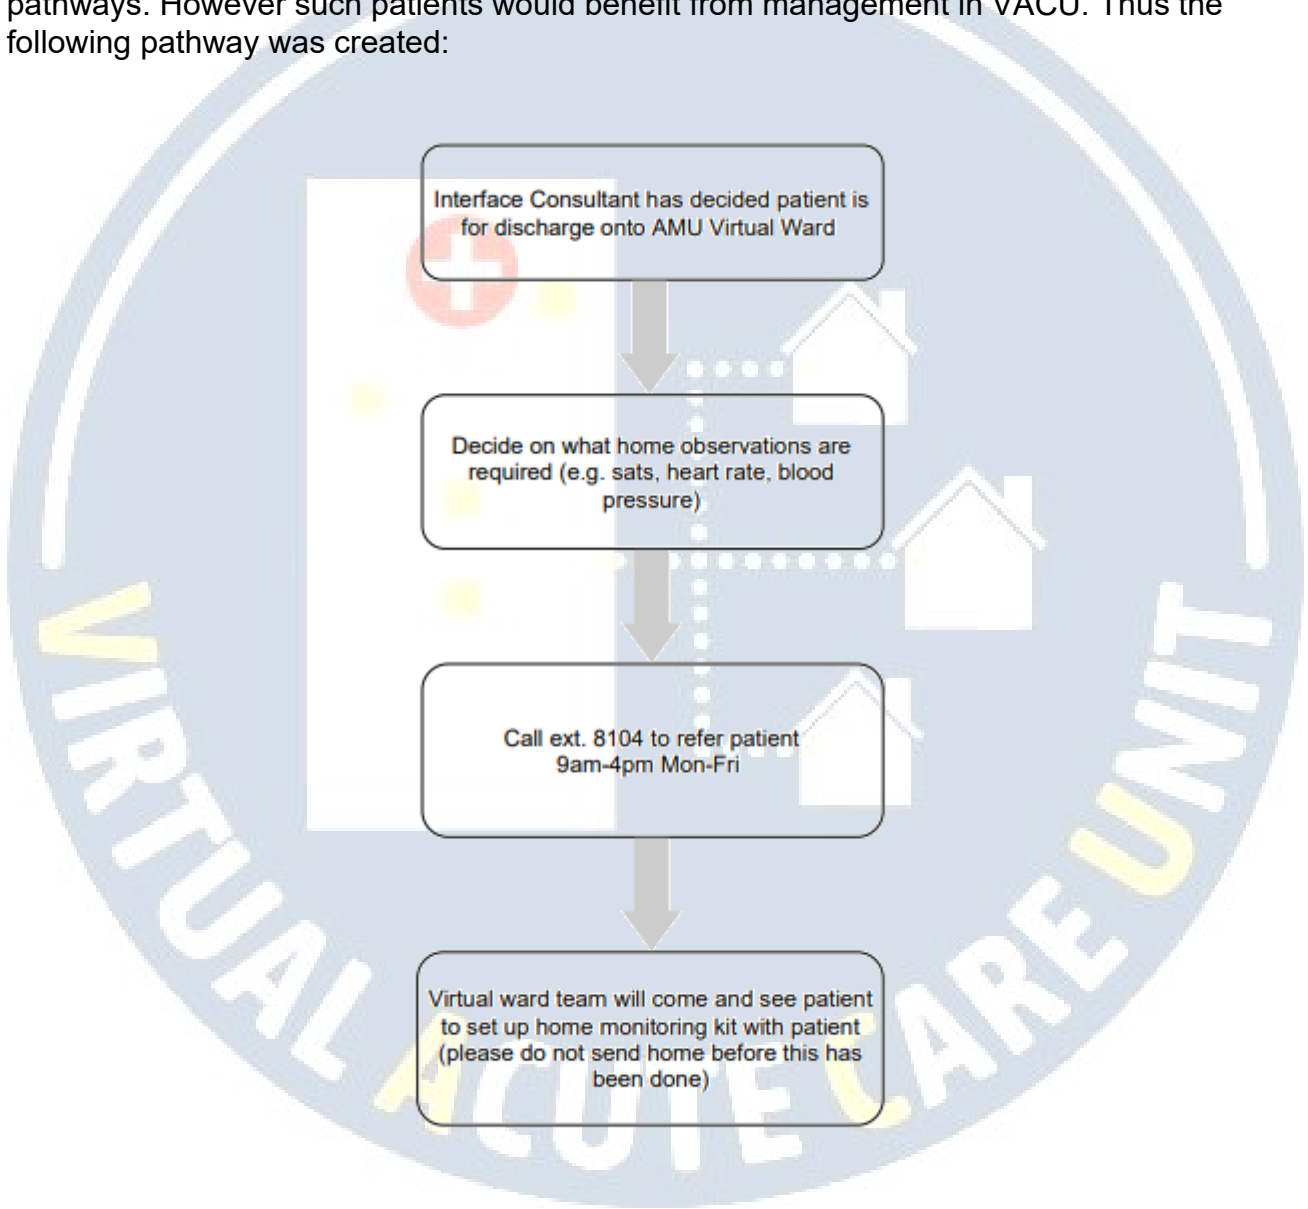 pathways. However such patients would benefit from management in VACU. Thus the
following pathway was created:
Interface Consultant has decided patient is
for discharge onto AMU Virtual Ward
Decide on what home observations are
required (e.g. sats, heart rate, blood
pressure)
Call ext. 8104 to refer patient
9am-4pm Mon-Fri
Virtual ward team will come and see patient
to set up home monitoring kit with patient
(please do not send home before this has
been done)
VIRTUAL ACUTE CARE UNIT